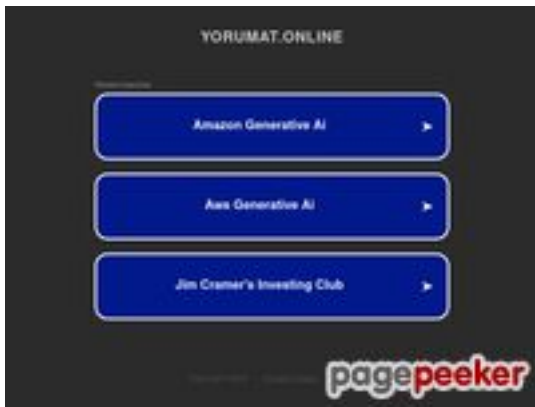 YORUMAT.ONLINE
Amazon Generative Ai
Aws Generative Ai
Jim Cramer's Investing Club
pagepeeker